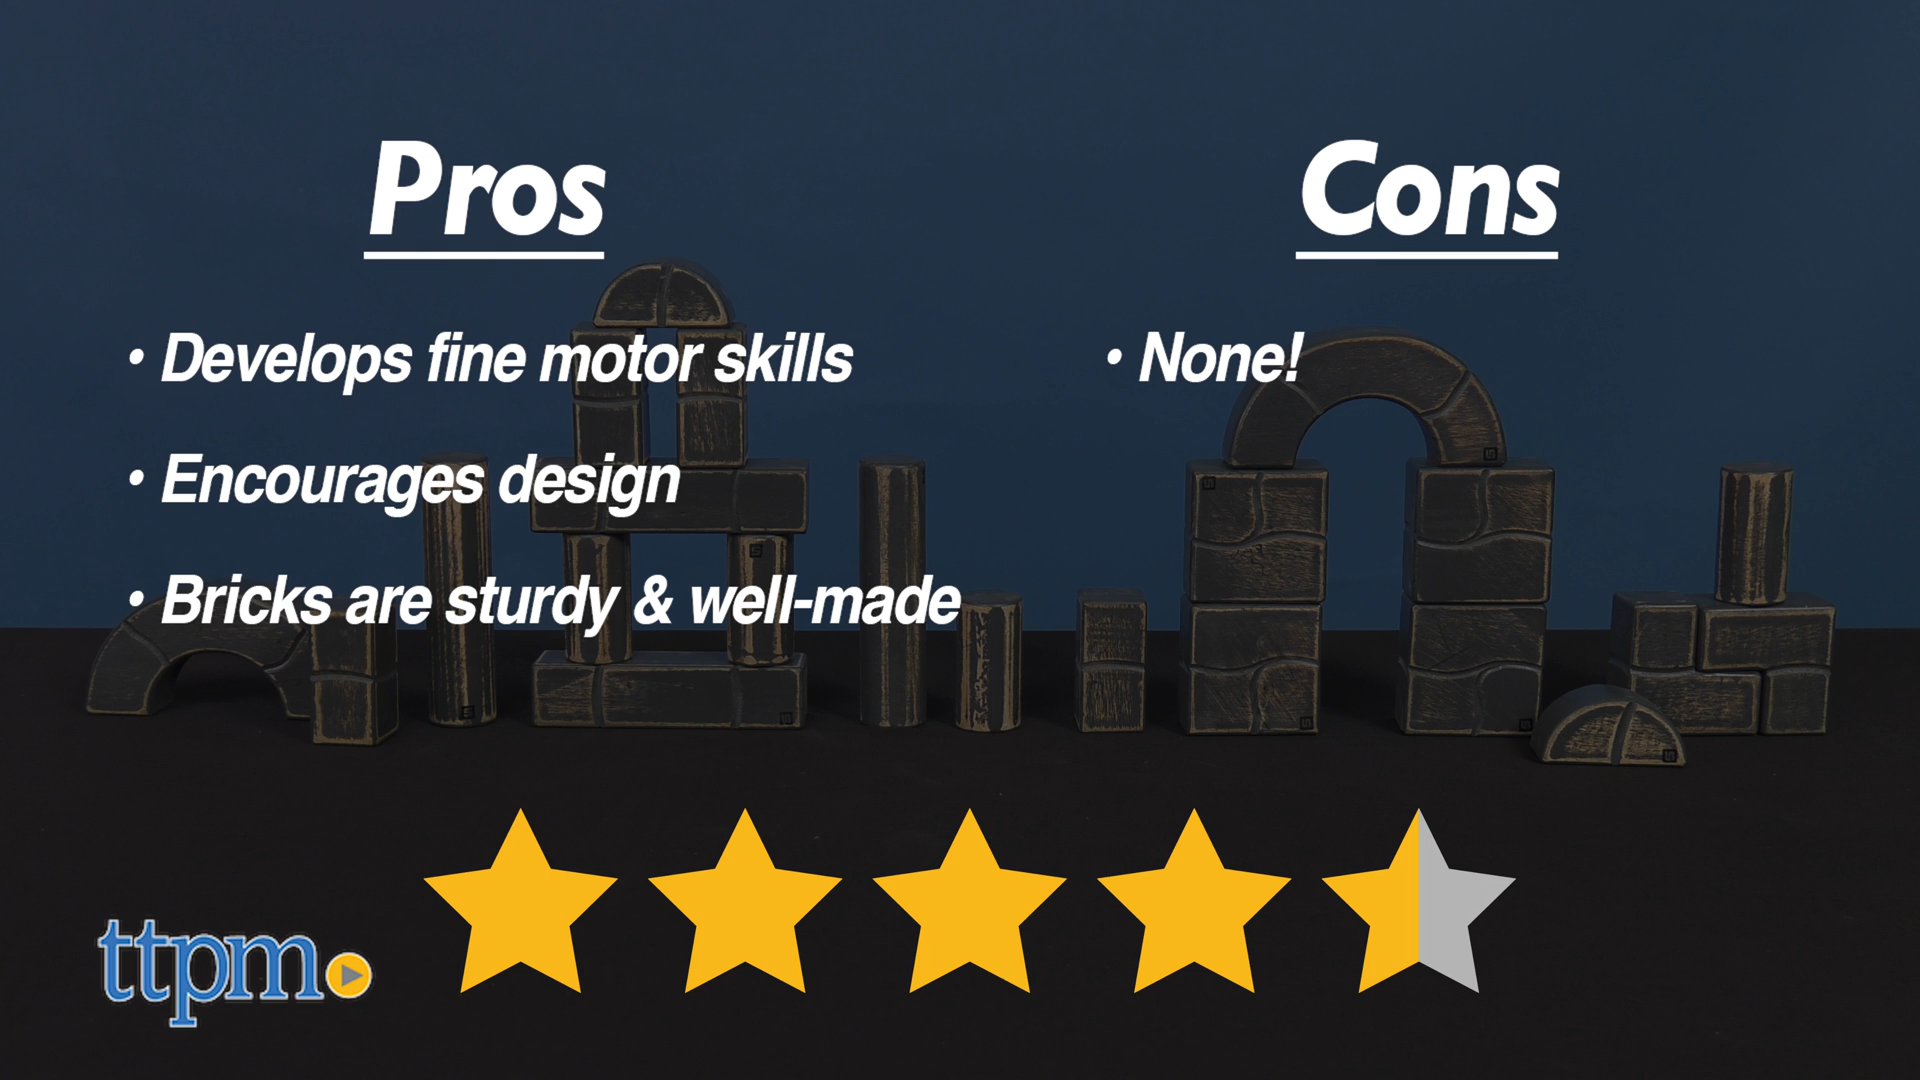 Pros
• Develops fine motor skills
• Encourages design
• Bricks are sturdy & well-made
Cons
• None!
ttpm